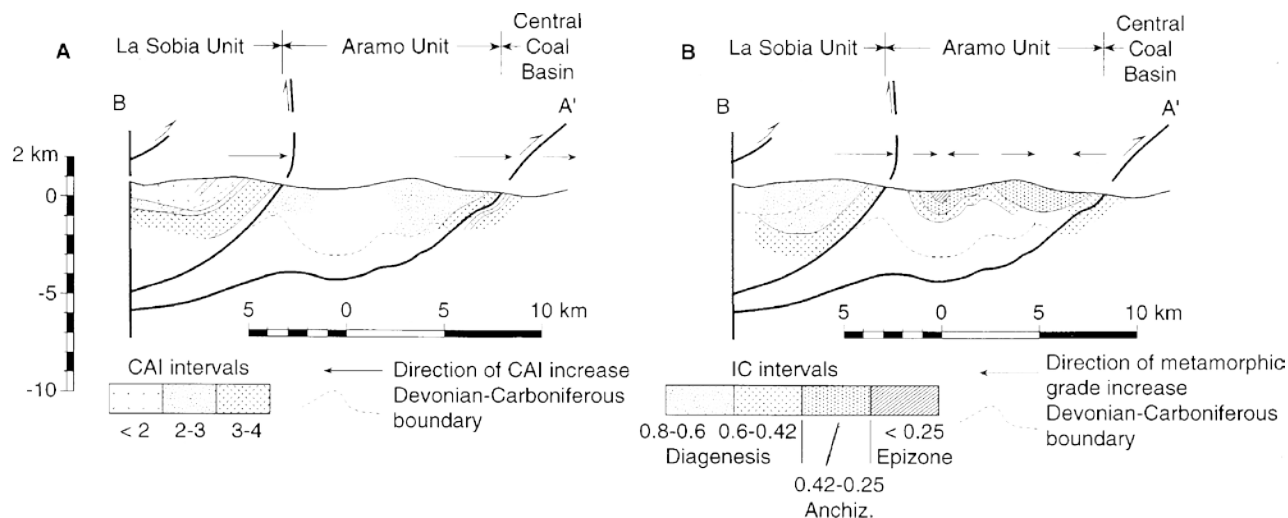 A
La Sobia Unit
Aramo Unit
Central
Coal
Basin
B
A'
2 km
0
-5
-10
5
0
5
10 km
CAI intervals
< 2
2-3
3-4
Direction of CAI increase
Devonian-Carboniferous
boundary
B
La Sobia Unit
Aramo Unit
Central
Coal
Basin
B
A'
5
0
5
10 km
IC intervals
0.8-0.6
0.6-0.42
< 0.25
Diagenesis
Epizone
0.42-0.25
Anchiz.
Direction of metamorphic
grade increase
Devonian-Carboniferous
boundary